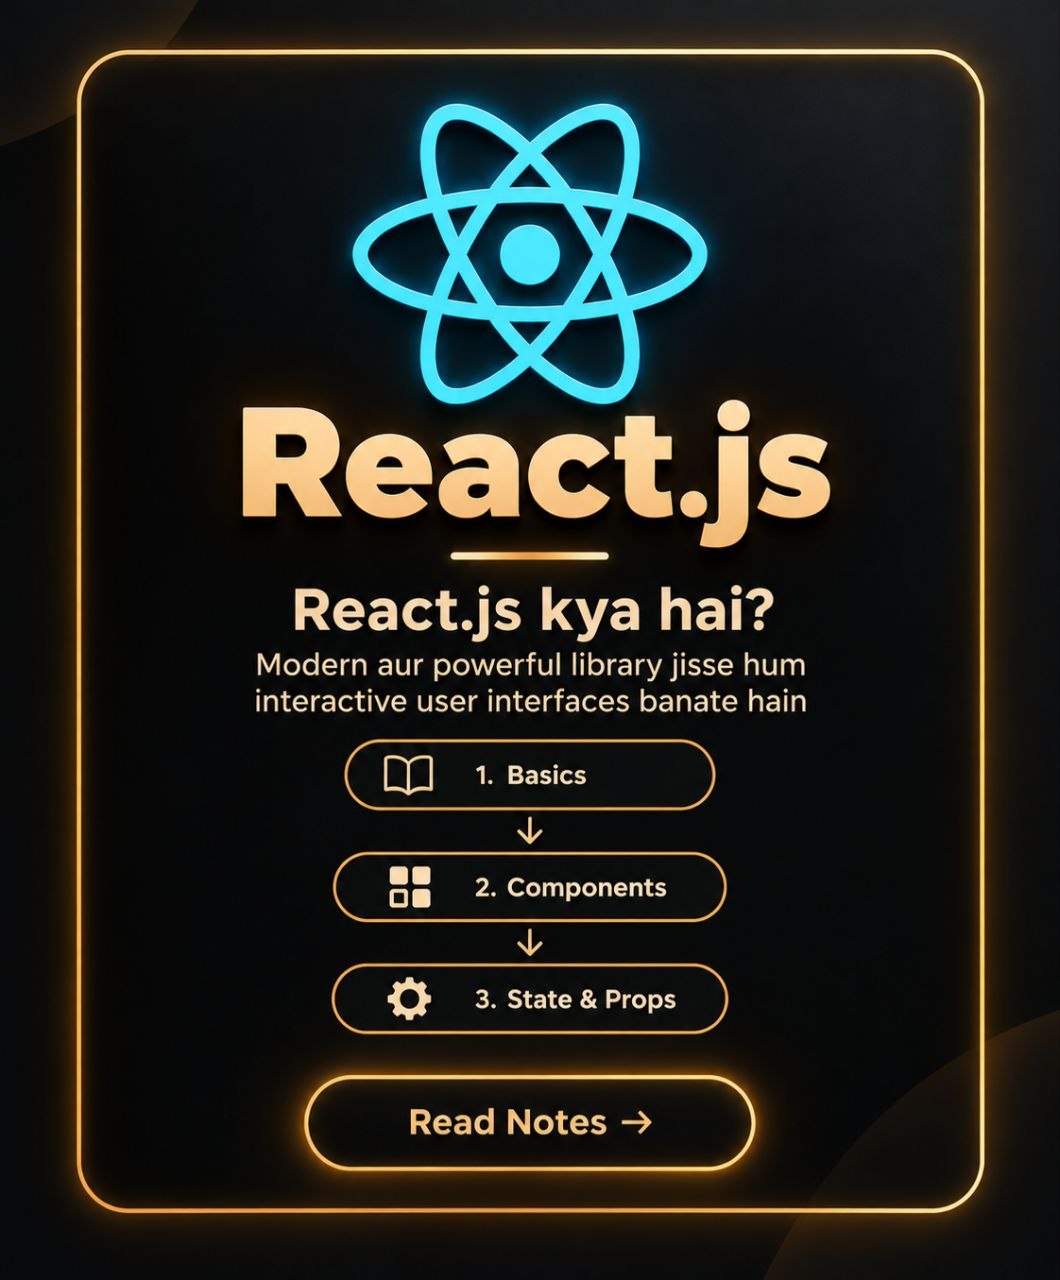 React.js
React.js kya hai?
Modern aur powerful library jisse hum
interactive user interfaces banate hain
1. Basics
2. Components
3. State & Props
Read Notes →